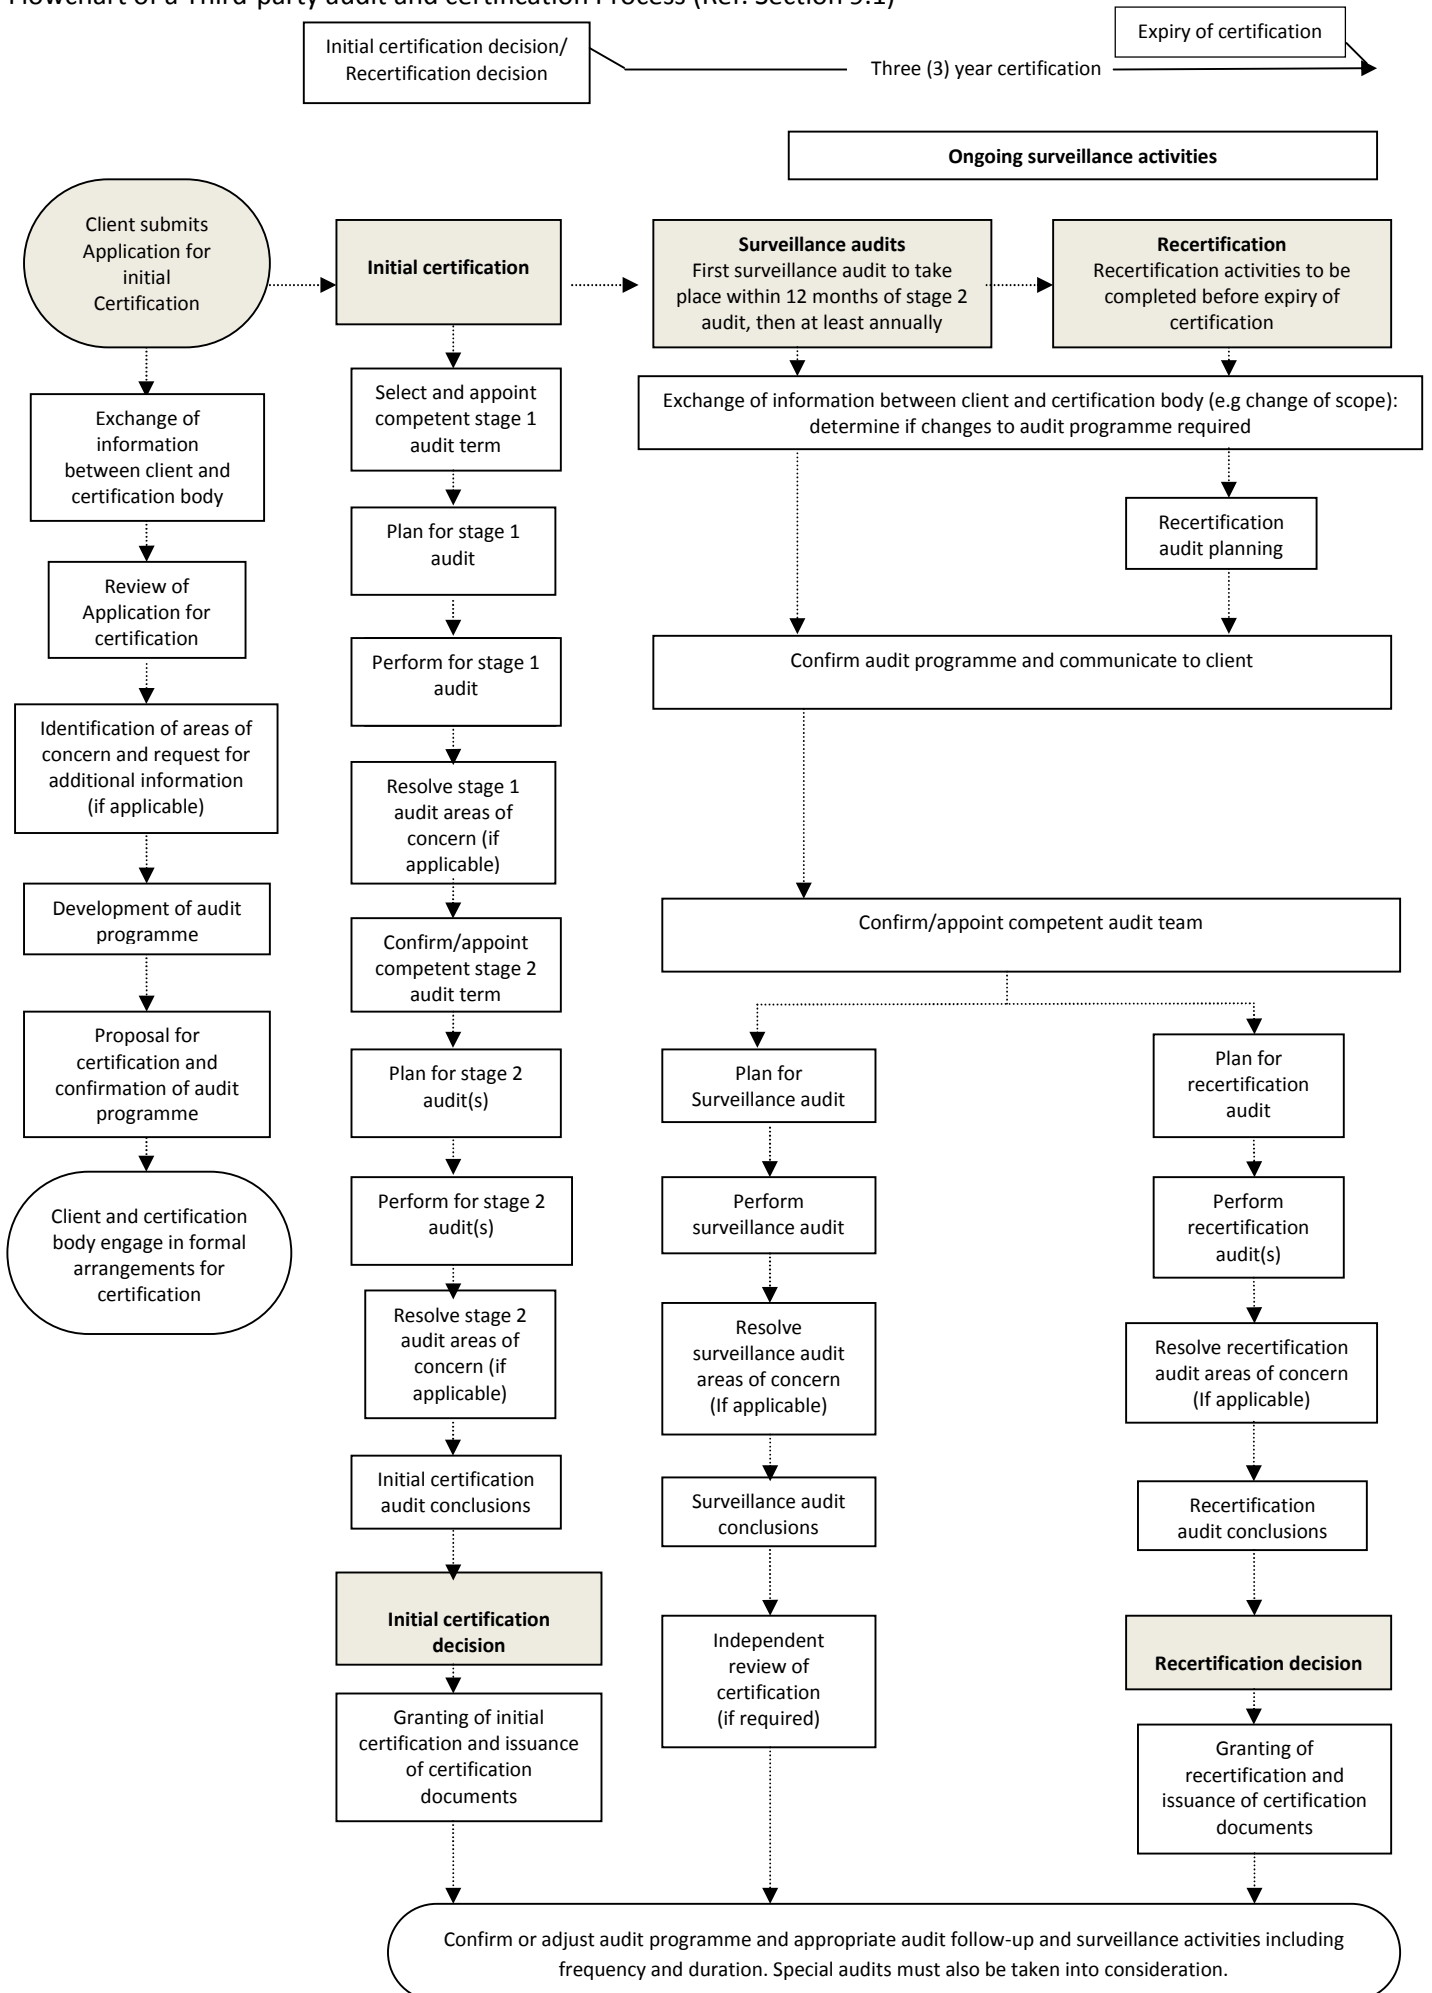 Flowchart of a Third-party audit and certification Process (Ref. Section 9.1)
Initial certification decision/
Recertification decision
Three (3) year certification
Expiry of certification
Ongoing surveillance activities
Client submits
Application for
initial
Certification
Exchange of
information
between client and
certification body
Review of
Application for
certification
Identification of areas of
concern and request for
additional information
(if applicable)
Development of audit
programme
Proposal for
certification and
confirmation of audit
programme
Client and certification
body engage in formal
arrangements for
certification
Initial certification
Select and appoint
competent stage 1
audit term
Plan for stage 1
audit
Perform for stage 1
audit
Resolve stage 1
audit areas of
concern (if
applicable)
Confirm/appoint
competent stage 2
audit term
Plan for stage 2
audit(s)
Perform for stage 2
audit(s)
Resolve stage 2
audit areas of
concern (if
applicable)
Initial certification
audit conclusions
Initial certification
decision
Granting of initial
certification and issuance
of certification
documents
Surveillance audits
First surveillance audit to take
place within 12 months of stage 2
audit, then at least annually
Recertification
Recertification activities to be
completed before expiry of
certification
Exchange of information between client and certification body (e.g change of scope):
determine if changes to audit programme required
Recertification
audit planning
Confirm audit programme and communicate to client
Confirm/appoint competent audit team
Plan for
Surveillance audit
Perform
surveillance audit
Resolve
surveillance audit
areas of concern
(If applicable)
Surveillance audit
conclusions
Independent
review of
certification
(if required)
Plan for
recertification
audit
Perform
recertification
audit(s)
Resolve recertification
audit areas of concern
(If applicable)
Recertification
audit conclusions
Recertification decision
Granting of
recertification and
issuance of certification
documents
Confirm or adjust audit programme and appropriate audit follow-up and surveillance activities including
frequency and duration. Special audits must also be taken into consideration.